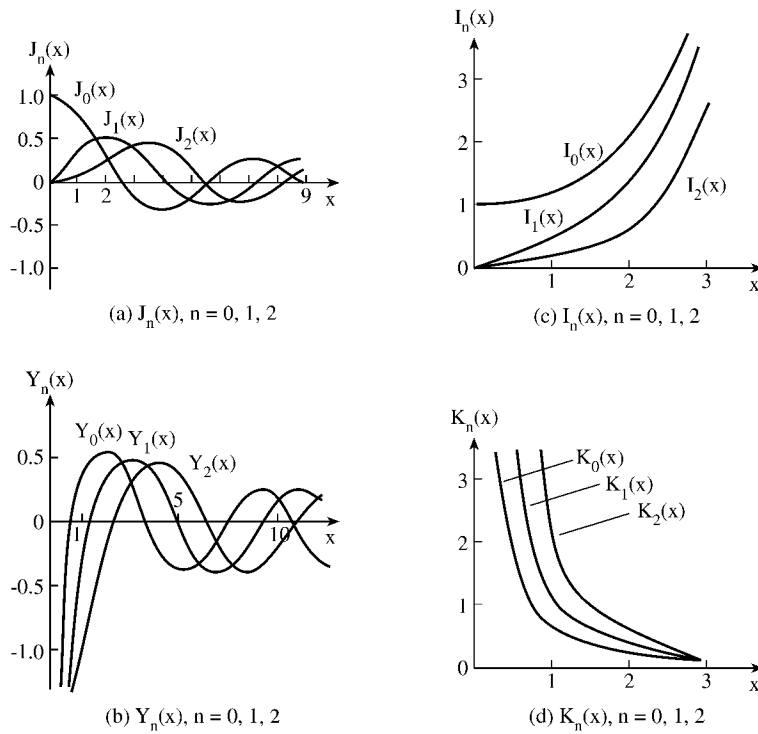 J_n(x)
1.0
J_0(x)
J_1(x)
J_2(x)
0.5
0
1 2 9 x
-0.5
-1.0
(a) J_n(x), n = 0, 1, 2
I_n(x)
3
2
I_0(x)
I_2(x)
1
I_1(x)
0
1 2 3 x
(c) I_n(x), n = 0, 1, 2
Y_n(x)
Y_0(x) Y_1(x)
0.5
Y_2(x)
5
0
1 10 x
-0.5
-1.0
(b) Y_n(x), n = 0, 1, 2
K_n(x)
3
K_0(x)
K_1(x)
K_2(x)
2
1
0
1 2 3 x
(d) K_n(x), n = 0, 1, 2